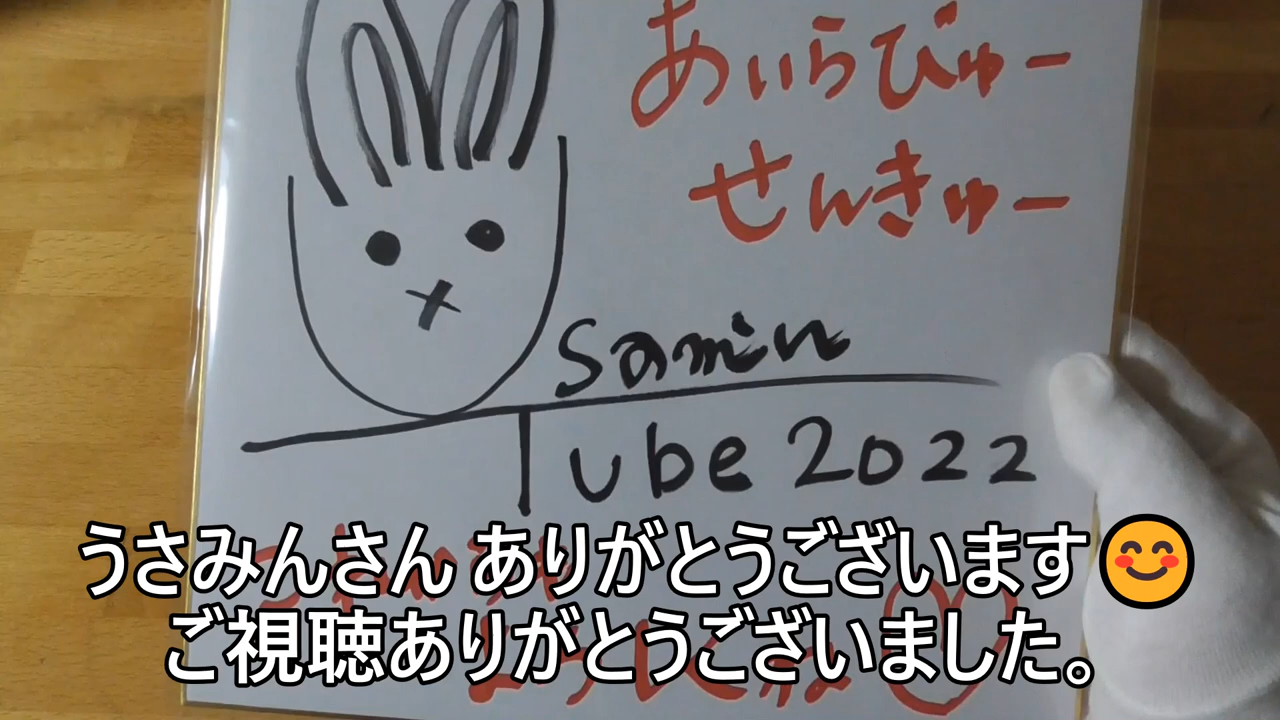 あいらびゅー
せんきゅー
Samin
Tube 2022
うさみんさん ありがとうございます😊
ご視聴ありがとうございました。